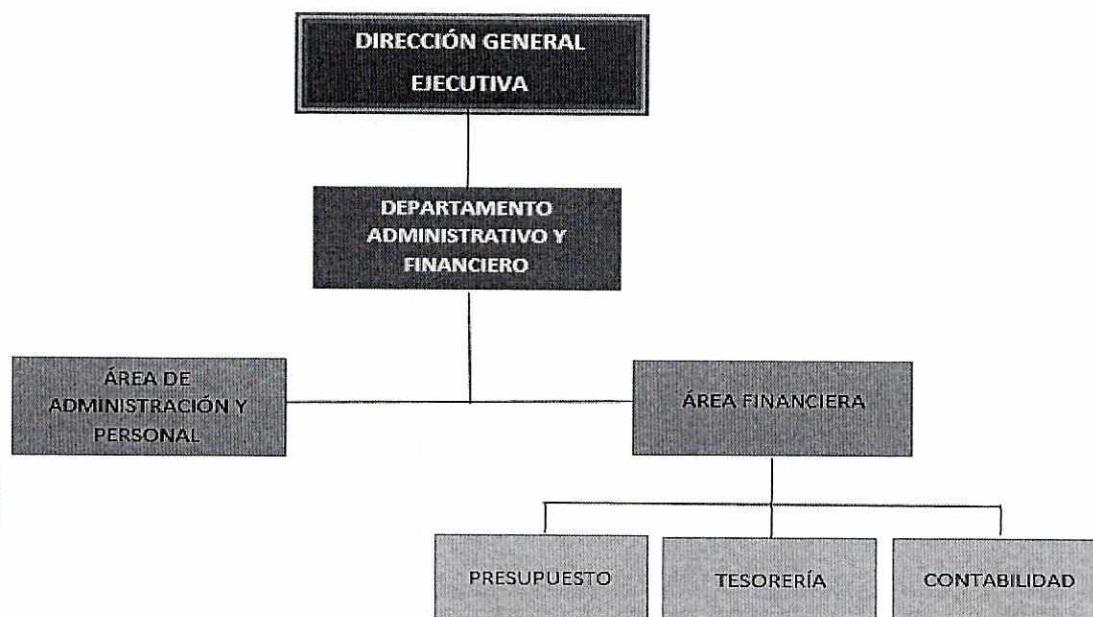 DIRECCIÓN GENERAL
EJECUTIVA
DEPARTAMENTO
ADMINISTRATIVO Y
FINANCIERO
ÁREA DE
ADMINISTRACIÓN Y
PERSONAL
ÁREA FINANCIERA
PRESUPUESTO
TESORERÍA
CONTABILIDAD